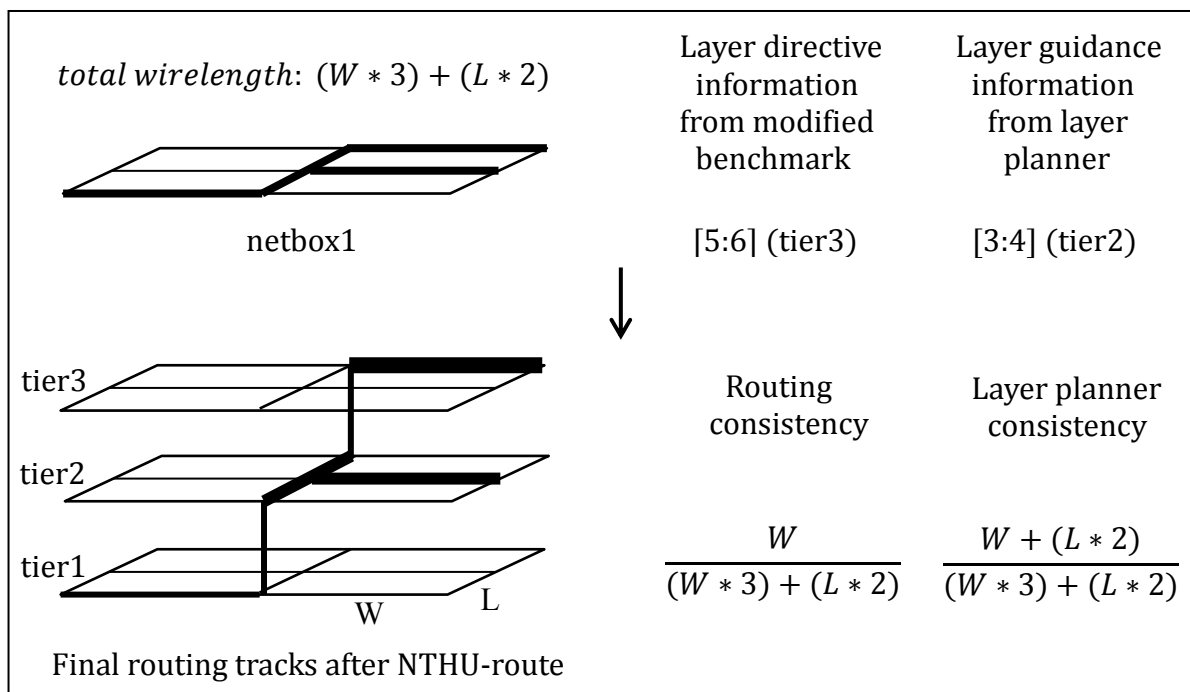 total wirelength: (W * 3) + (L * 2)
netbox1
Layer directive
information
from modified
benchmark
[5:6] (tier3)
Layer guidance
information
from layer
planner
[3:4] (tier2)
tier3
tier2
tier1
W
L
Final routing tracks after NTHU-route
Routing
consistency
W
(W * 3) + (L * 2)
Layer planner
consistency
W + (L * 2)
(W * 3) + (L * 2)